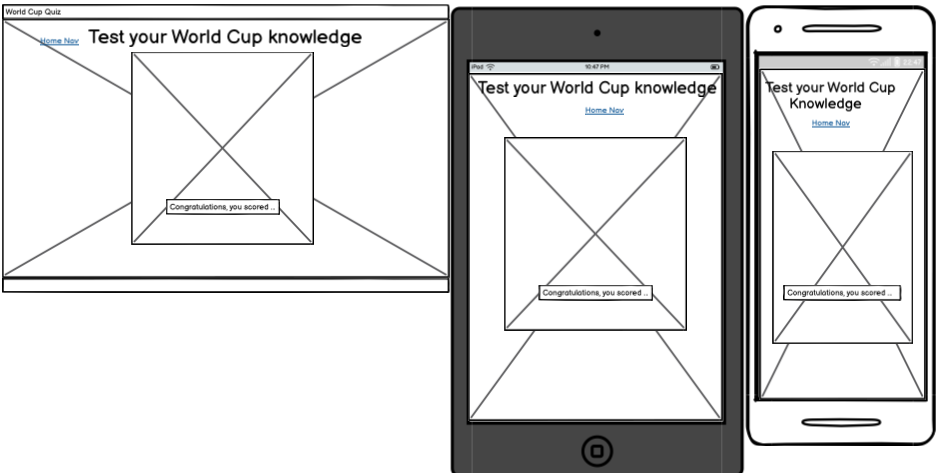 World Cup Quiz
Home Nav
Test your World Cup knowledge
Congratulations, you scored ...
iPad
10:47 PM
Test your World Cup knowledge
Home Nav
Congratulations, you scored ...
22:47
Test your World Cup
Knowledge
Home Nav
Congratulations, you scored ...